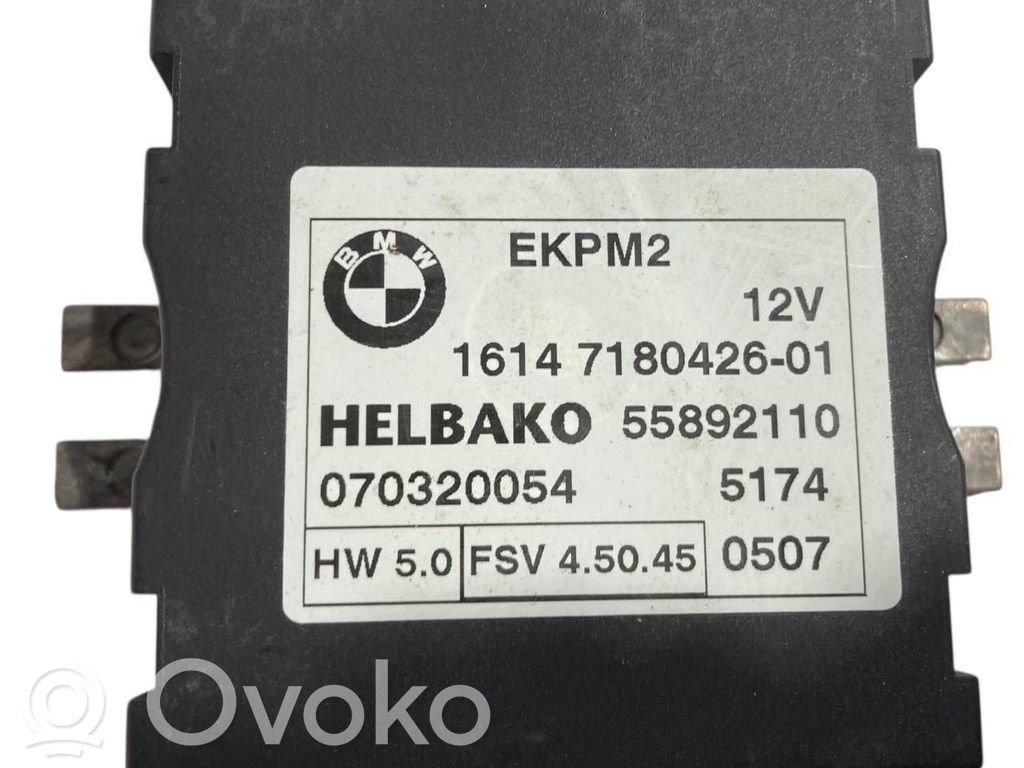 BMW
EKPM2
12V
1614 7180426-01
HELBAKO 55892110
070320054 5174
HW 5.0 FSV 4.50.45 0507
Ovoko